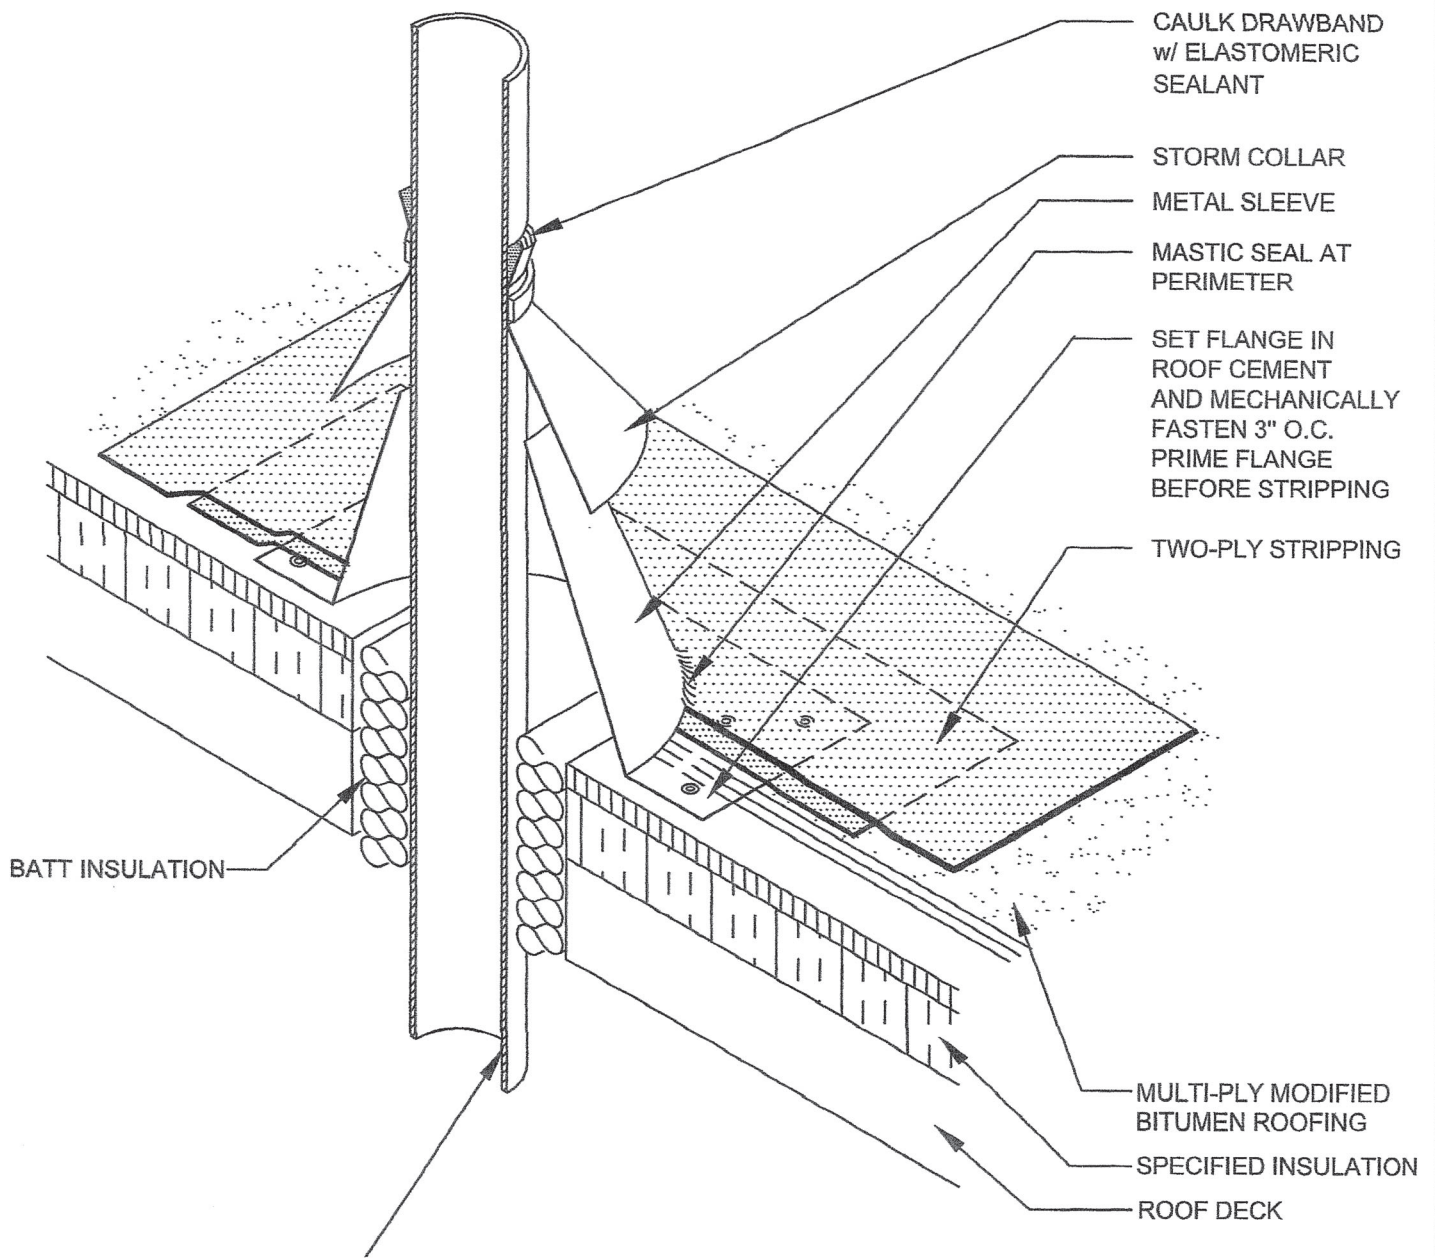 CAULK DRAWBAND
w/ ELASTOMERIC
SEALANT
STORM COLLAR
METAL SLEEVE
MASTIC SEAL AT
PERIMETER
SET FLANGE IN
ROOF CEMENT
AND MECHANICALLY
FASTEN 3" O.C.
PRIME FLANGE
BEFORE STRIPPING
TWO-PLY STRIPPING
BATT INSULATION
MULTI-PLY MODIFIED
BITUMEN ROOFING
SPECIFIED INSULATION
ROOF DECK